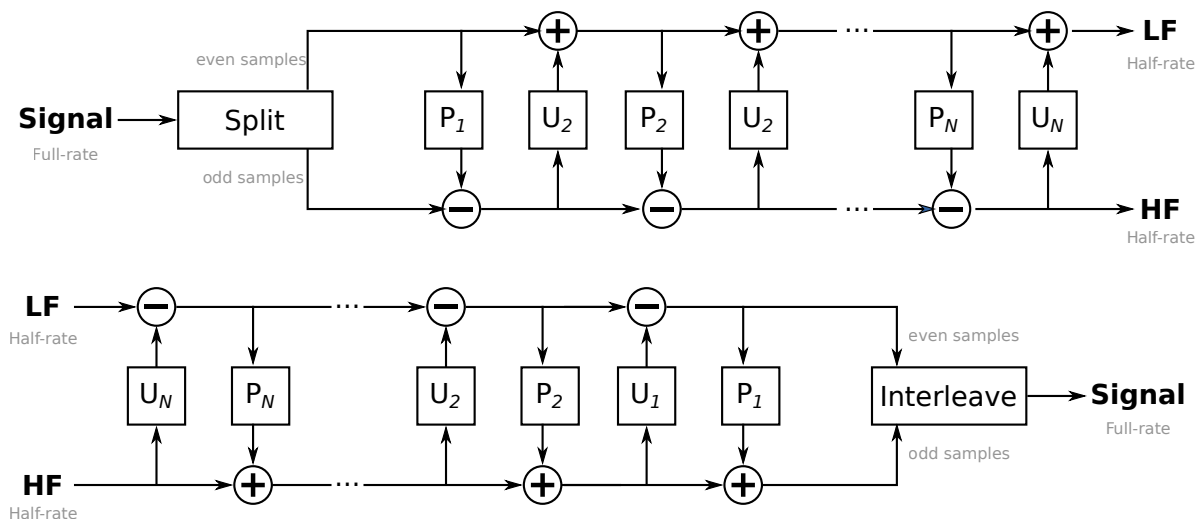 even samples
LF
Half-rate
Signal
Full-rate
Split
P1
U2
P2
U2
PN
UN
odd samples
HF
Half-rate
...
...
LF
Half-rate
...
even samples
UN
PN
U2
P2
U1
P1
Interleave
Signal
Full-rate
odd samples
HF
Half-rate
...